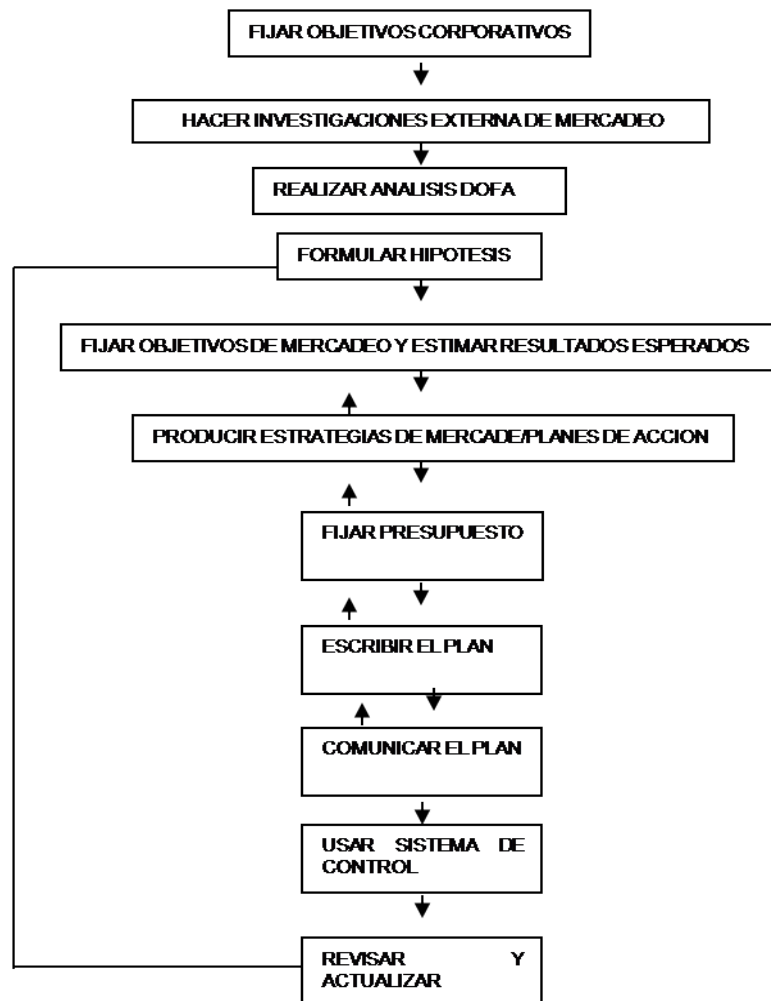 FIJAR OBJETIVOS CORPORATIVOS
HACER INVESTIGACIONES EXTERNA DE MERCADEO
REALIZAR ANALISIS DOFA
FORMULAR HIPOTESIS
FIJAR OBJETIVOS DE MERCADEO Y ESTIMAR RESULTADOS ESPERADOS
PRODUCIR ESTRATEGIAS DE MERCADE/PLANES DE ACCION
FIJAR PRESUPUESTO
ESCRIBIR EL PLAN
COMUNICAR EL PLAN
USAR SISTEMA DE
CONTROL
REVISAR Y
ACTUALIZAR